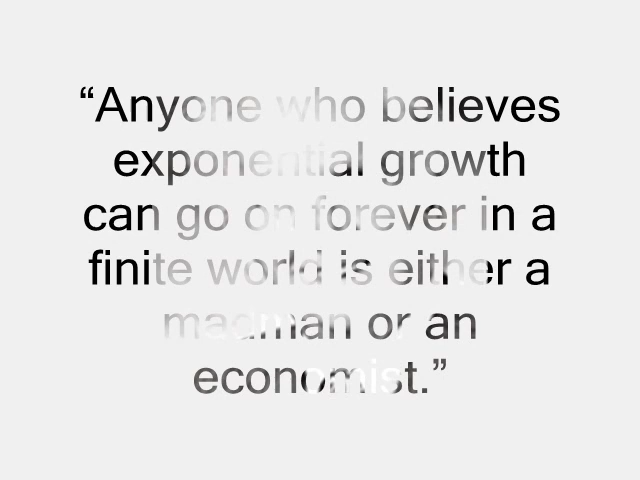 “Anyone who believes
exponential growth
can go on forever in a
finite world is either a
madman or an
economist.”